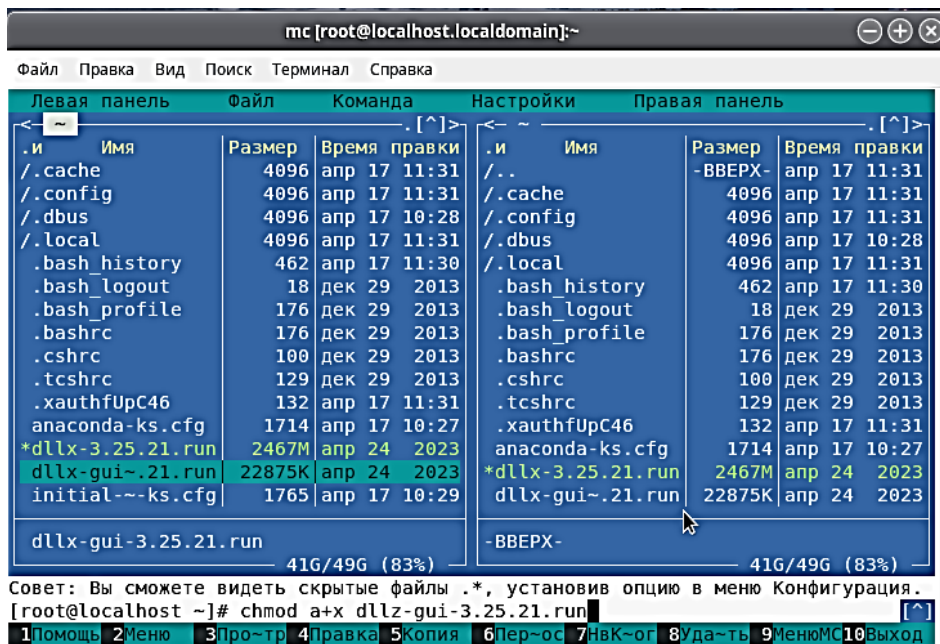 mc [root@localhost.localdomain]:~
Файл Правка Вид Поиск Терминал Справка
Левая панель Файл Команда Настройки Правая панель
<— ~ ———.[^]>
.и Имя Размер Время правки
/.cache 4096 апр 17 11:31
/.config 4096 апр 17 11:31
/.dbus 4096 апр 17 10:28
/.local 4096 апр 17 11:31
.bash_history 462 апр 17 11:30
.bash_logout 18 дек 29 2013
.bash_profile 176 дек 29 2013
.bashrc 176 дек 29 2013
.cshrc 100 дек 29 2013
.tcshrc 129 дек 29 2013
.xauthfUpC46 132 апр 17 11:31
anaconda-ks.cfg 1714 апр 17 10:27
*dllx-3.25.21.run 2467M апр 24 2023
dllx-gui~.21.run 22875K апр 24 2023
initial-~-ks.cfg 1765 апр 17 10:29
dllx-gui-3.25.21.run
41G/49G (83%)
<— ~ ———.[^]>
.и Имя Размер Время правки
/.. -ВВЕРХ- апр 17 11:31
/.cache 4096 апр 17 11:31
/.config 4096 апр 17 11:31
/.dbus 4096 апр 17 10:28
/.local 4096 апр 17 11:31
.bash_history 462 апр 17 11:30
.bash_logout 18 дек 29 2013
.bash_profile 176 дек 29 2013
.bashrc 176 дек 29 2013
.cshrc 100 дек 29 2013
.tcshrc 129 дек 29 2013
.xauthfUpC46 132 апр 17 11:31
anaconda-ks.cfg 1714 апр 17 10:27
*dllx-3.25.21.run 2467M апр 24 2023
dllx-gui~.21.run 22875K апр 24 2023
-ВВЕРХ-
41G/49G (83%)
Совет: Вы сможете видеть скрытые файлы .*, установив опцию в меню Конфигурация.
[root@localhost ~]# chmod a+x dllz-gui-3.25.21.run [^]
1Помощь 2Меню 3Про~тр 4Правка 5Копия 6Пер~ос 7НвК~ог 8Уда~ть 9МенюMC 10Выход